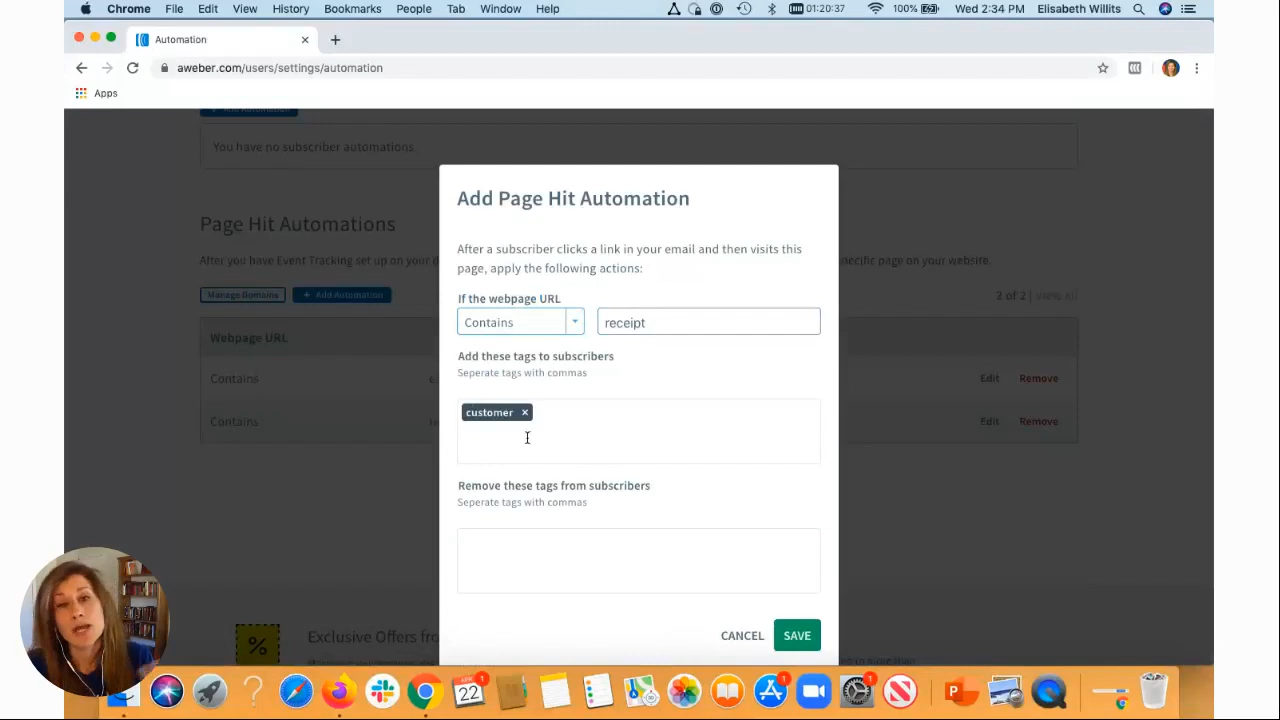 Chrome File Edit View History Bookmarks People Tab Window Help 01:20:37 100% Wed 2:34 PM Elisabeth Willits
Automation
aweber.com/users/settings/automation
Apps
Add Automation
You have no subscriber automations.
Add Page Hit Automation
Page Hit Automations
After a subscriber clicks a link in your email and then visits this
After you have Event Tracking set up on your
ecific page on your website.
page, apply the following actions:
Manage Domains + Add Automation
2 of 2 | View All
If the webpage URL
Contains receipt
Webpage URL
Add these tags to subscribers
Seperate tags with commas
Contains
Edit Remove
customer ×
Contains
Edit Remove
Remove these tags from subscribers
Seperate tags with commas
CANCEL SAVE
% Exclusive Offers fro
22